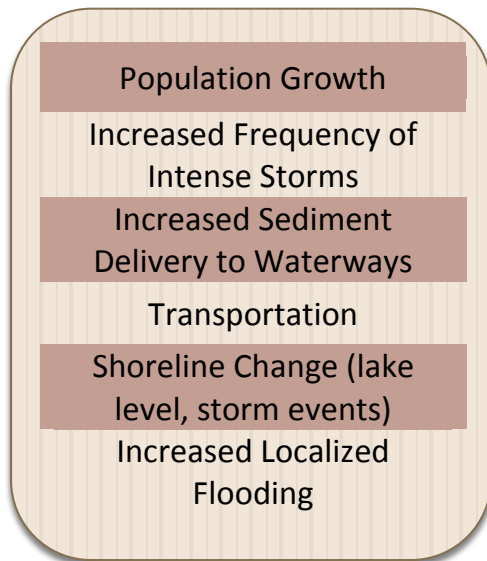 Population Growth
Increased Frequency of
Intense Storms
Increased Sediment
Delivery to Waterways
Transportation
Shoreline Change (lake
level, storm events)
Increased Localized
Flooding